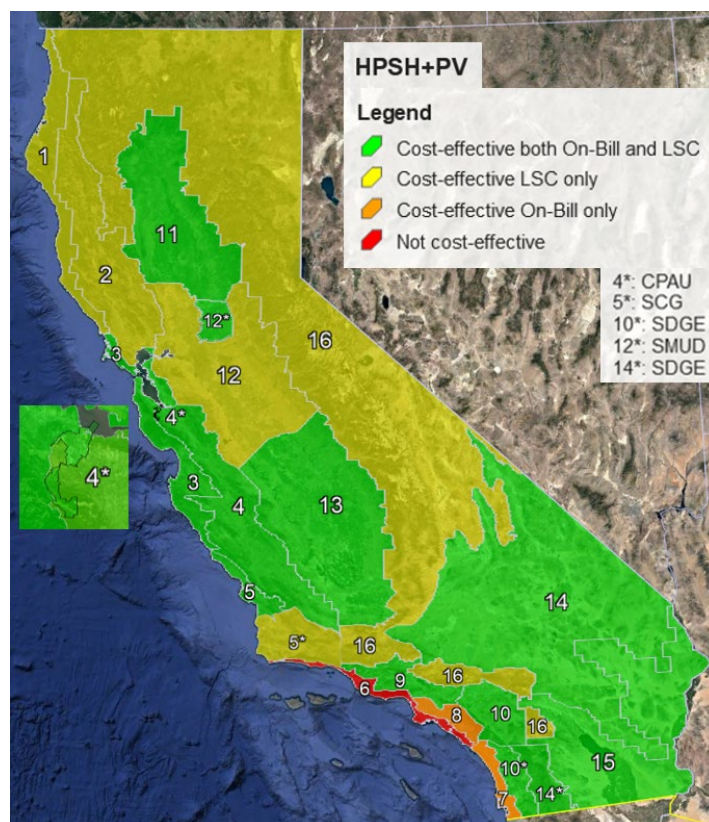 HPSH+PV
Legend
Cost-effective both On-Bill and LSC
Cost-effective LSC only
Cost-effective On-Bill only
Not cost-effective
4*: CPAU
5*: SCG
10*: SDGE
12*: SMUD
14*: SDGE
1
11
2
12*
16
3
12
4*
4*
3
4
13
5
14
5*
16
16
9
6
8
10
16
15
10*
14*
7